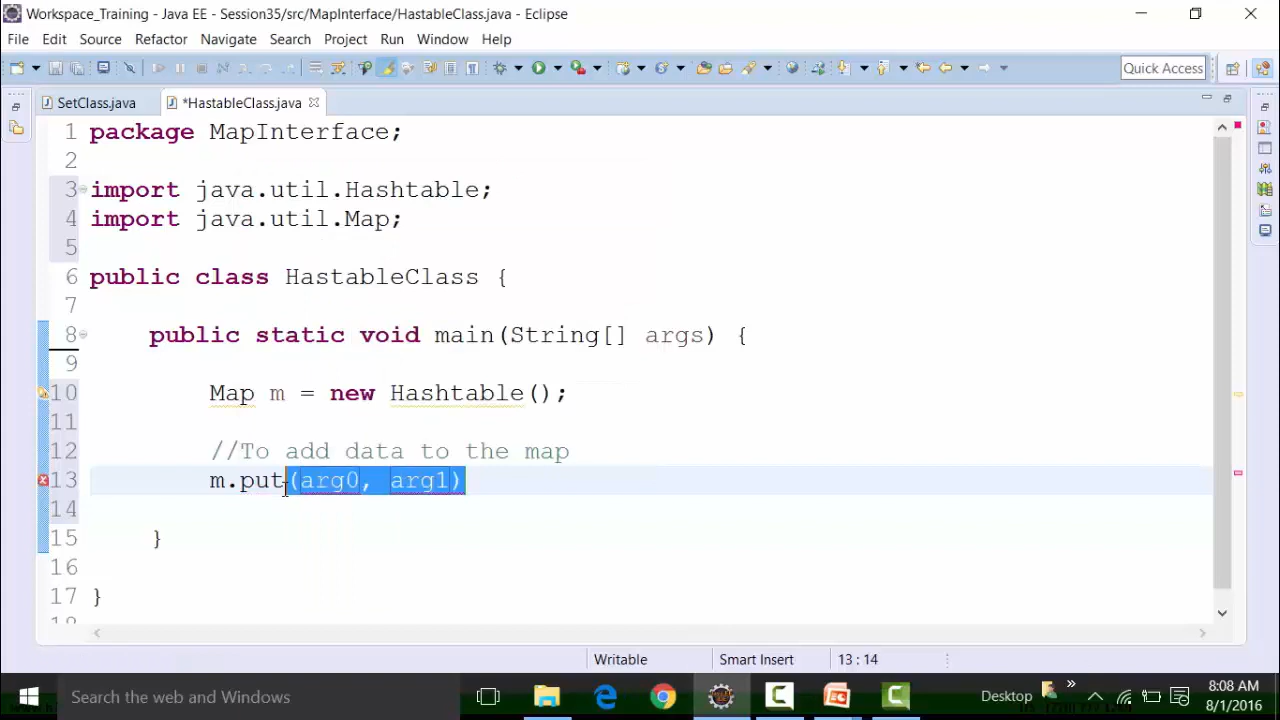 Workspace_Training - Java EE - Session35/src/MapInterface/HastableClass.java - Eclipse
File Edit Source Refactor Navigate Search Project Run Window Help
Quick Access
SetClass.java *HastableClass.java
1 package MapInterface;
2
3 import java.util.Hashtable;
4 import java.util.Map;
5
6 public class HastableClass {
7
8 public static void main(String[] args) {
9
10 Map m = new Hashtable();
11
12 //To add data to the map
13 m.put(arg0, arg1)
14
15 }
16
17 }
Writable Smart Insert 13 : 14
Search the web and Windows
Desktop
8:08 AM
8/1/2016